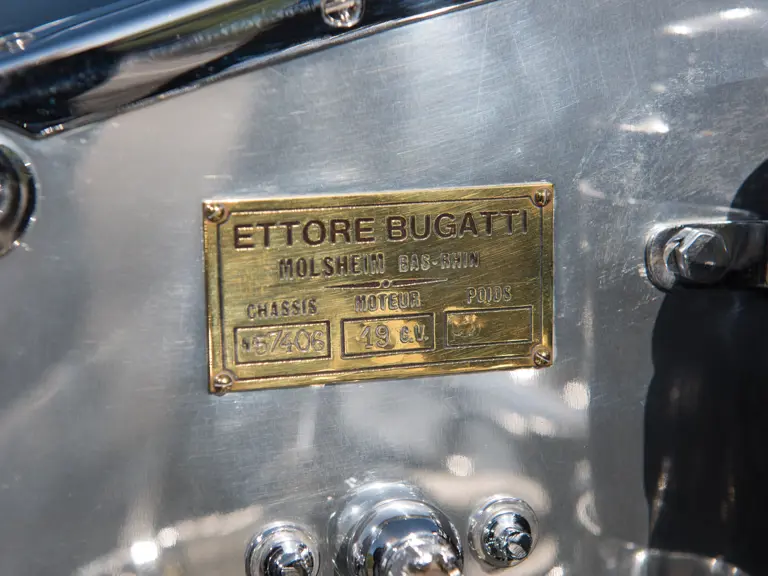 ETTORE BUGATTI
MOLSHEIM BAS-RHIN
CHASSIS MOTEUR POIDS
57406 19 C.V.